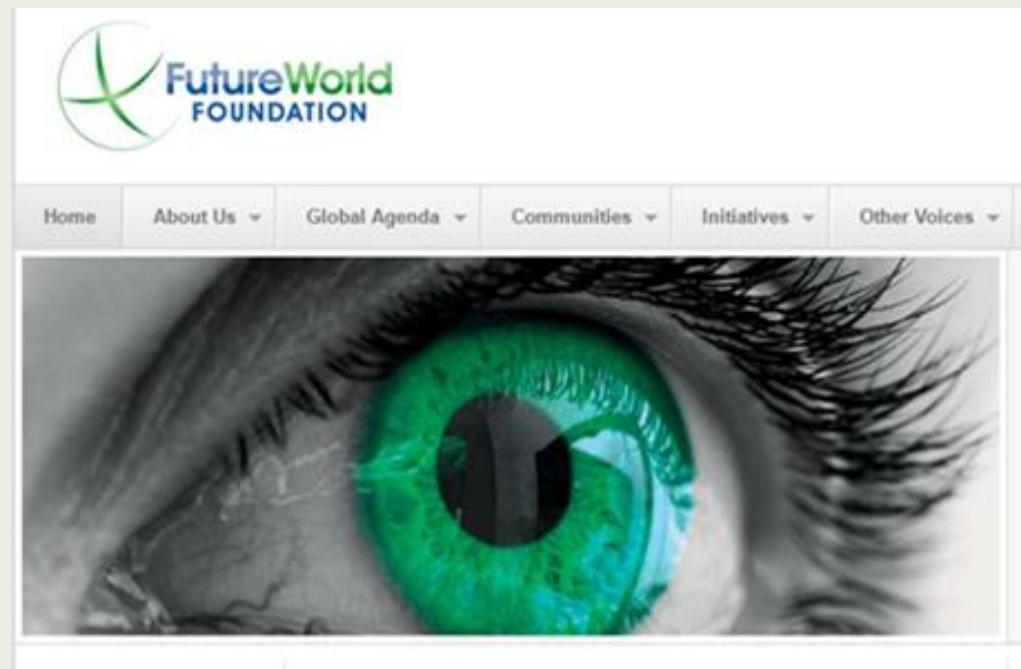 FutureWorld
FOUNDATION
Home About Us Global Agenda Communities Initiatives Other Voices